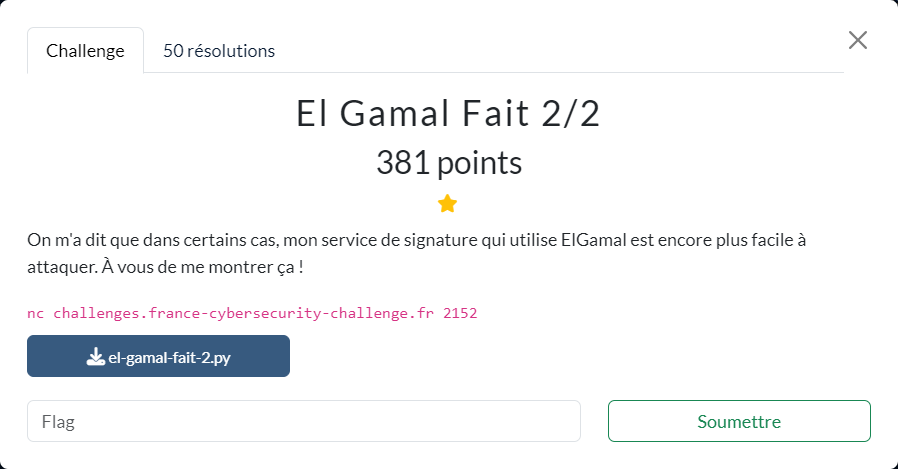 Challenge
50 résolutions
El Gamal Fait 2/2
381 points
On m'a dit que dans certains cas, mon service de signature qui utilise ElGamal est encore plus facile à
attaquer. À vous de me montrer ça !
nc challenges.france-cybersecurity-challenge.fr 2152
el-gamal-fait-2.py
Flag
Soumettre